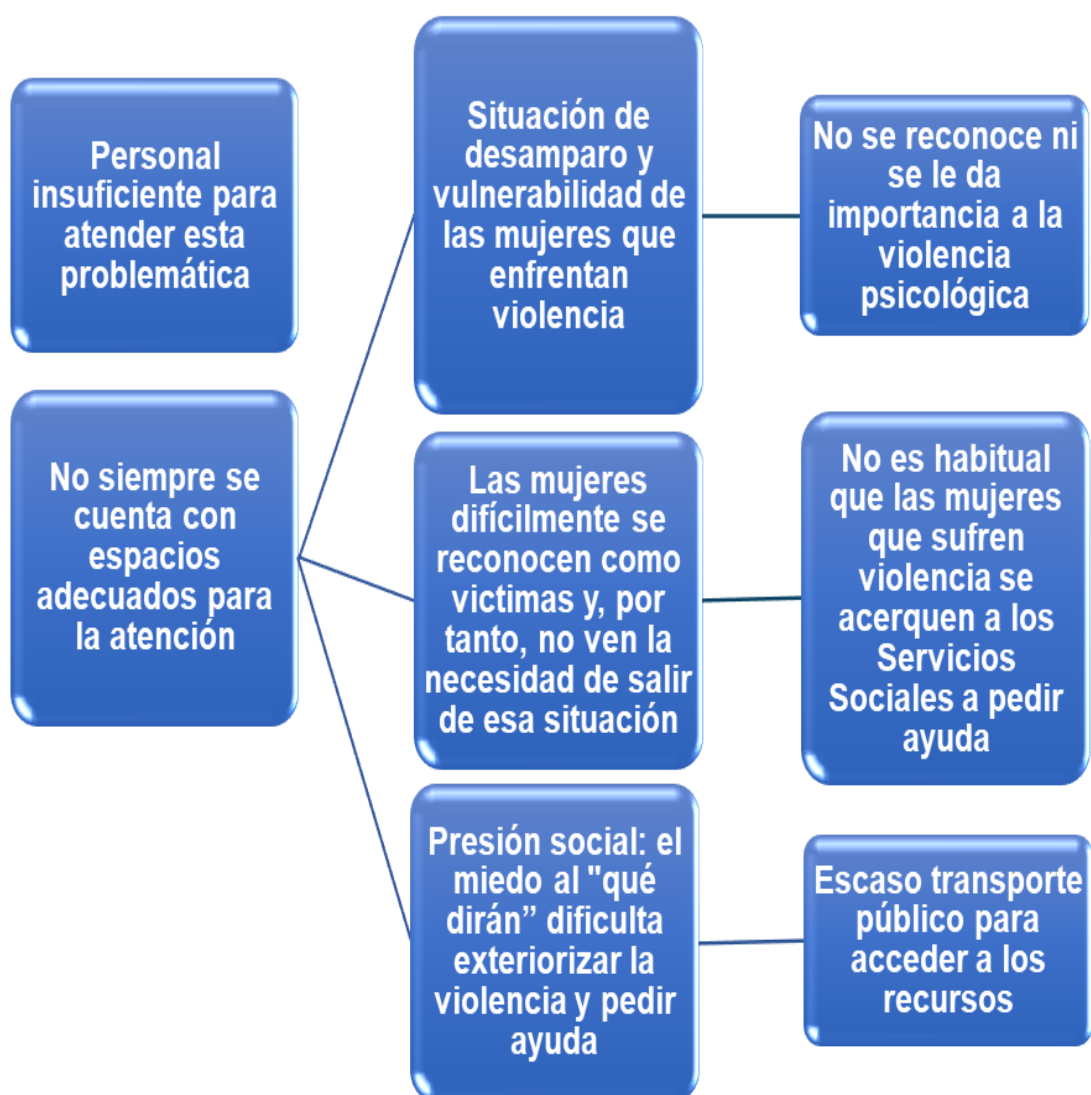 Personal
insuficiente para
atender esta
problemática
No siempre se
cuenta con
espacios
adecuados para
la atención
Situación de
desamparo y
vulnerabilidad de
las mujeres que
enfrentan
violencia
Las mujeres
difícilmente se
reconocen como
victimas y, por
tanto, no ven la
necesidad de salir
de esa situación
Presión social: el
miedo al "qué
dirán” dificulta
exteriorizar la
violencia y pedir
ayuda
No se reconoce ni
se le da
importancia a la
violencia
psicológica
No es habitual
que las mujeres
que sufren
violencia se
acerquen a los
Servicios
Sociales a pedir
ayuda
Escaso transporte
público para
acceder a los
recursos